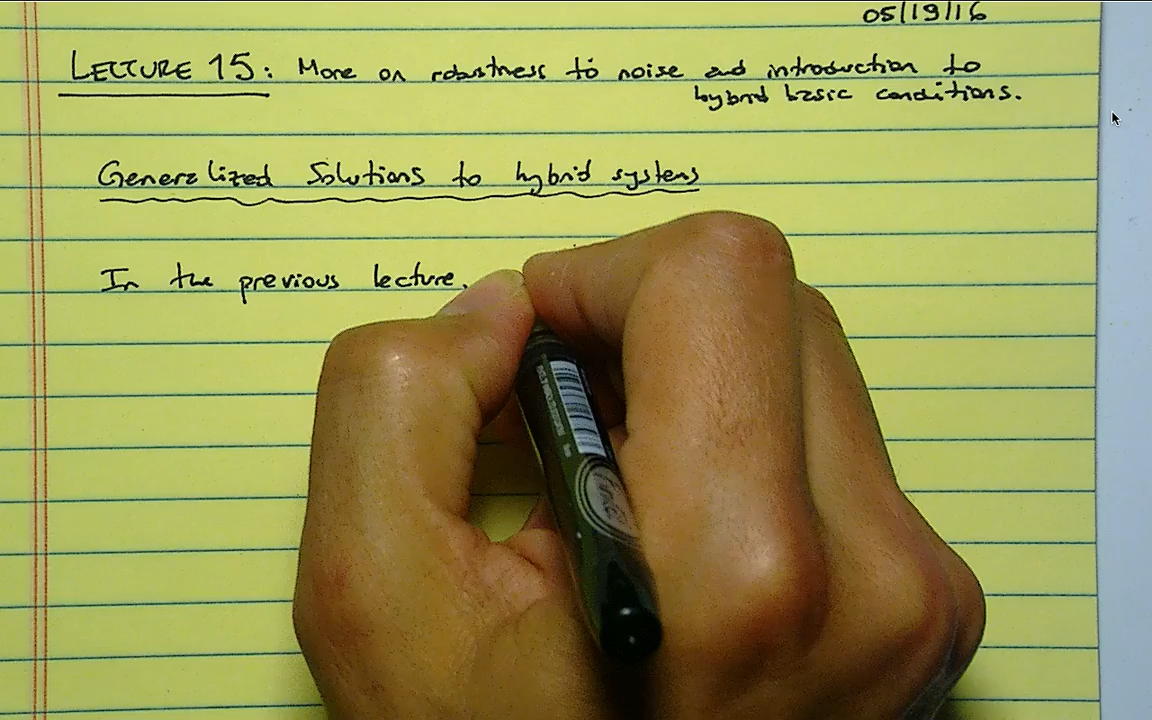 05/19/16
LECTURE 15: More on robustness to noise and introduction to
hybrid basic conditions.
Generalized Solutions to hybrid systems
In the previous lecture,